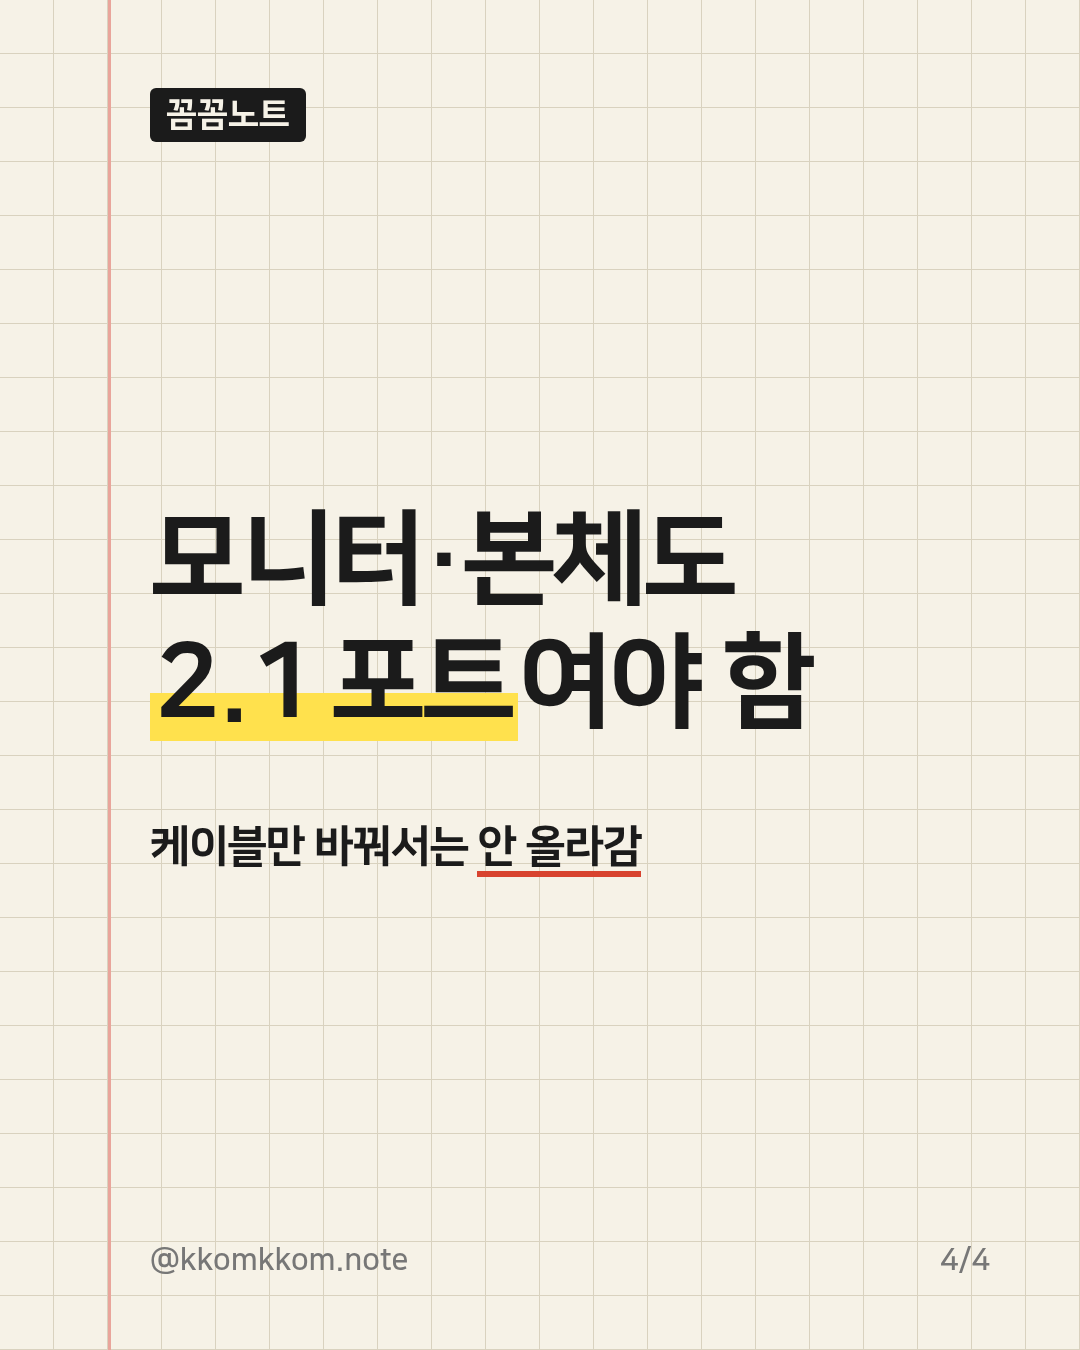 꼼꼼노트
모니터·본체도
2.1 포트여야 함
케이블만 바꿔서는 안 올라감
@kkomkkom.note
4/4